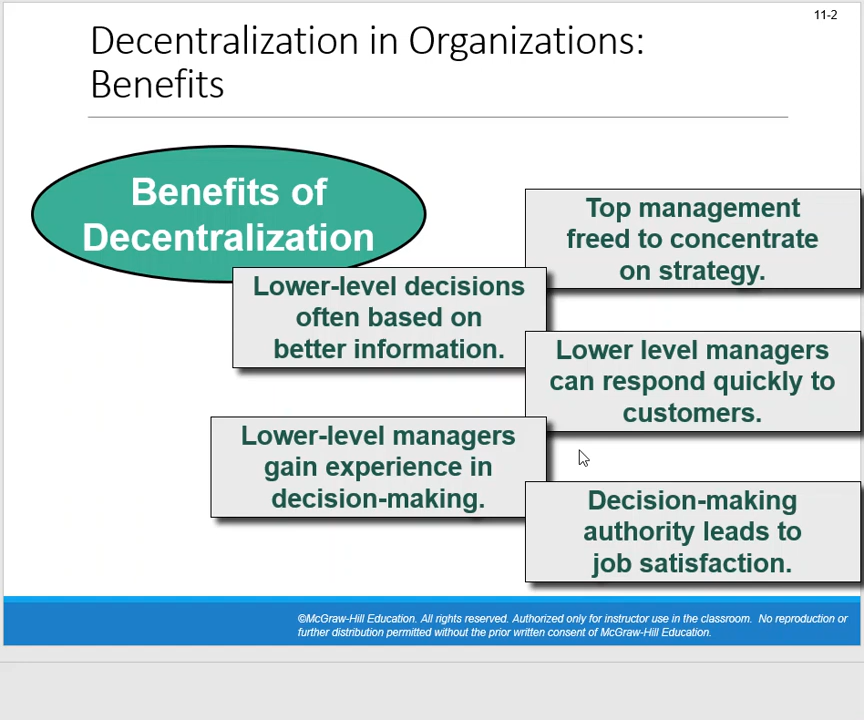 11-2
Decentralization in Organizations:
Benefits
Benefits of
Decentralization
Top management
freed to concentrate
on strategy.
Lower-level decisions
often based on
better information.
Lower level managers
can respond quickly to
customers.
Lower-level managers
gain experience in
decision-making.
Decision-making
authority leads to
job satisfaction.
©McGraw-Hill Education. All rights reserved. Authorized only for instructor use in the classroom. No reproduction or
further distribution permitted without the prior written consent of McGraw-Hill Education.